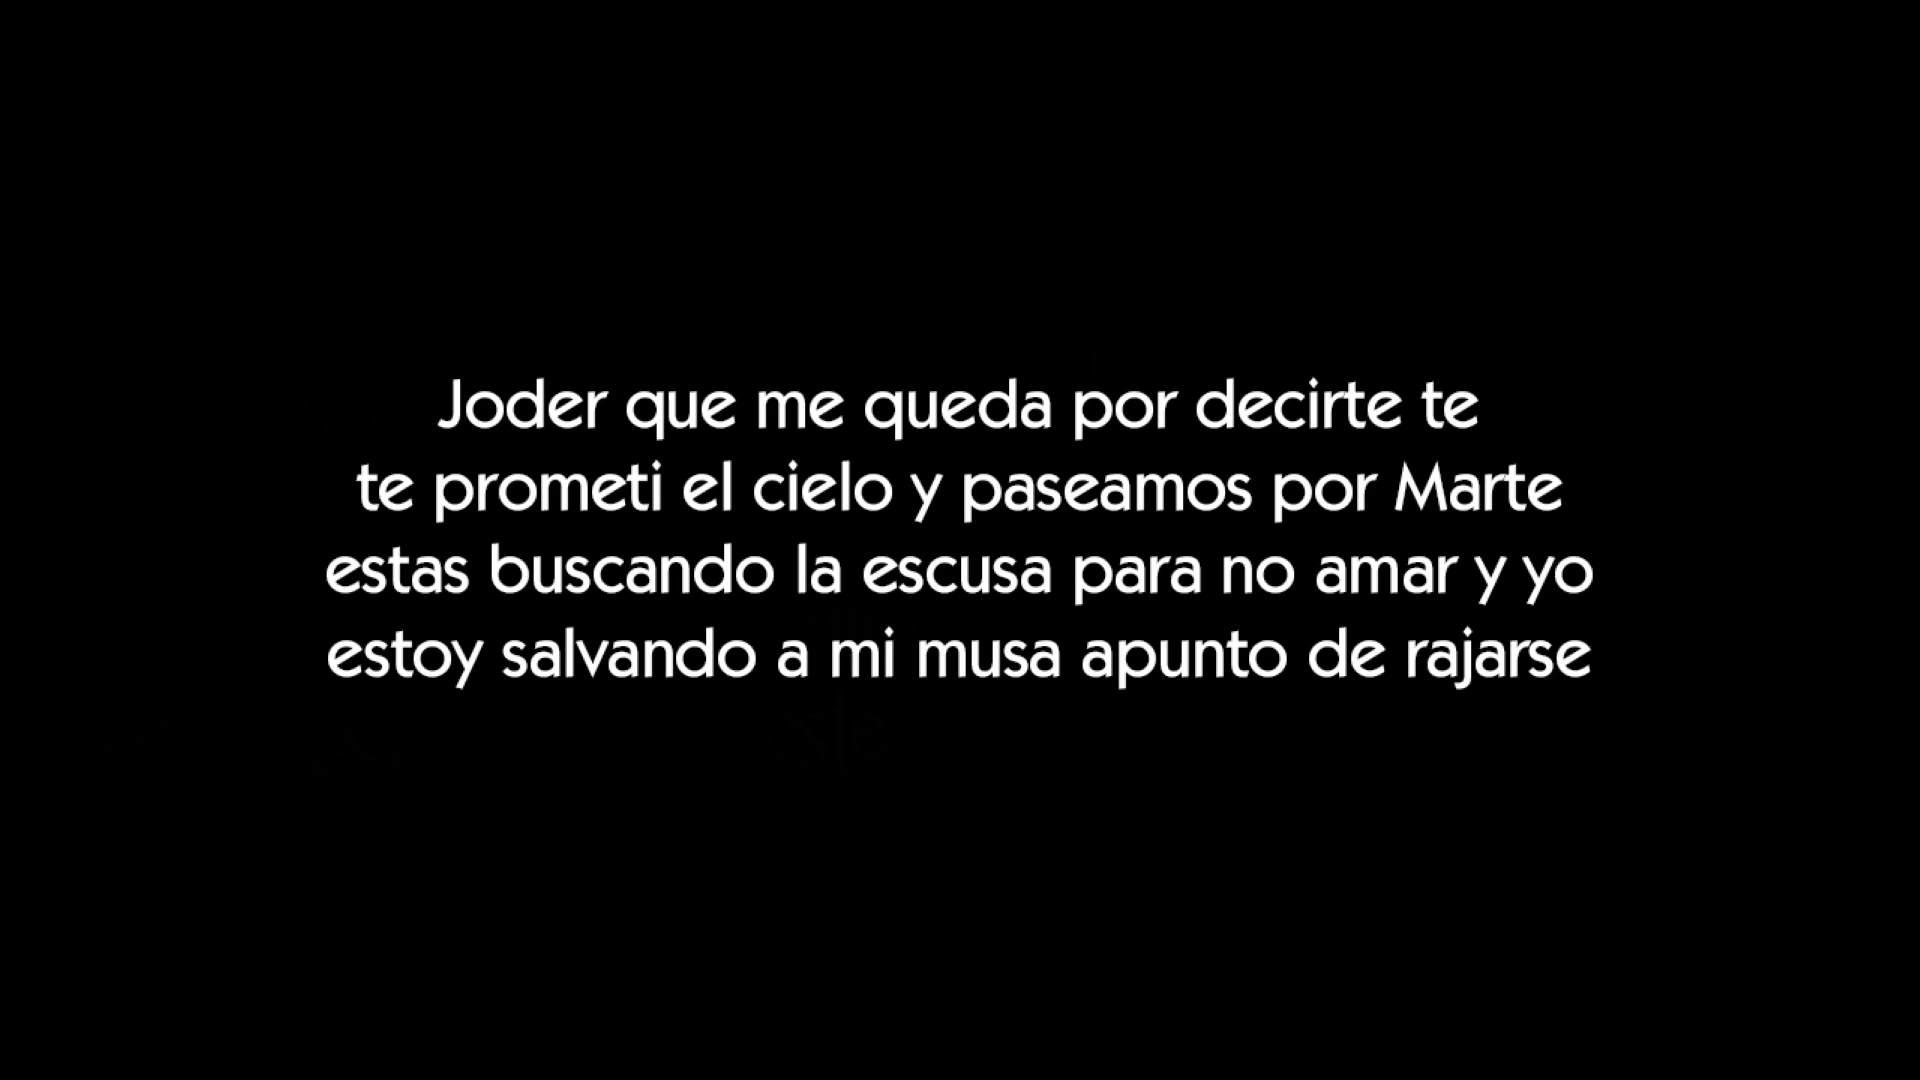 Joder que me queda por decirte te
te prometi el cielo y paseamos por Marte
estas buscando la escusa para no amar y yo
estoy salvando a mi musa apunto de rajarse